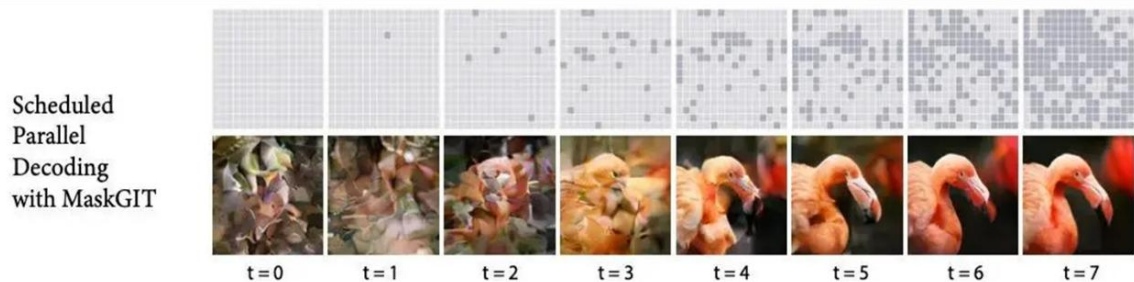 Scheduled
Parallel
Decoding
with MaskGIT
t = 0
t = 1
t = 2
t = 3
t = 4
t = 5
t = 6
t = 7